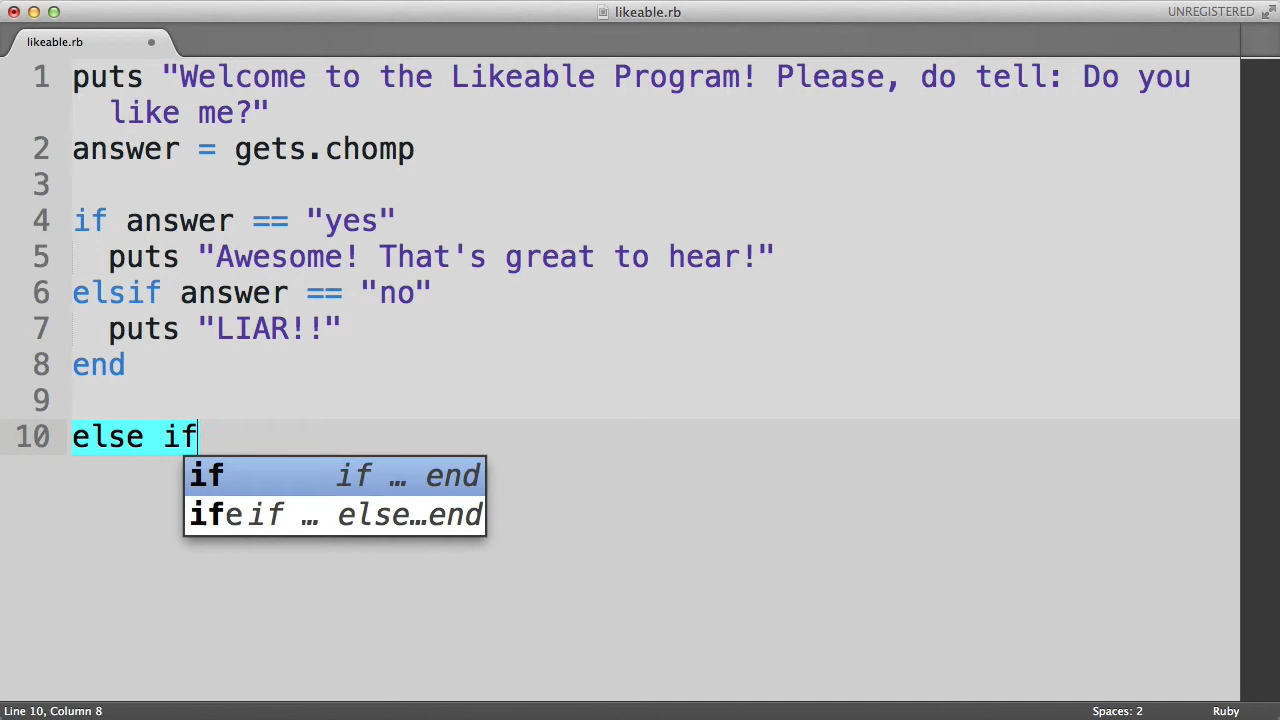 likeable.rb
UNREGISTERED
likeable.rb
1 puts "Welcome to the Likeable Program! Please, do tell: Do you
like me?"
2 answer = gets.chomp
3
4 if answer == "yes"
5 puts "Awesome! That's great to hear!"
6 elsif answer == "no"
7 puts "LIAR!!"
8 end
9
10 else if
if if … end
ife if … else…end
Line 10, Column 8 Spaces: 2 Ruby